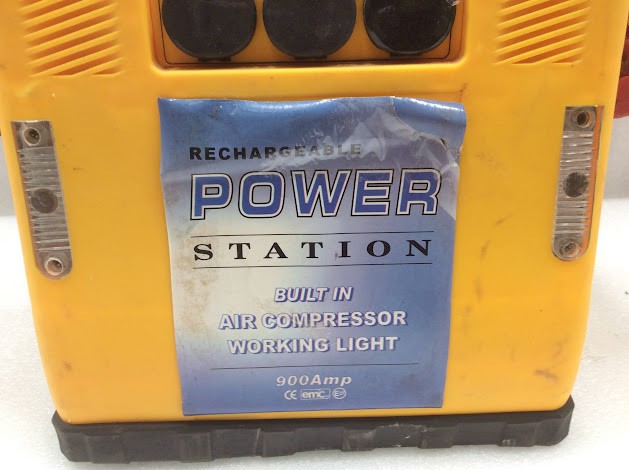 RECHARGEABLE
POWER
STATION
BUILT IN
AIR COMPRESSOR
WORKING LIGHT
900Amp
CE emc